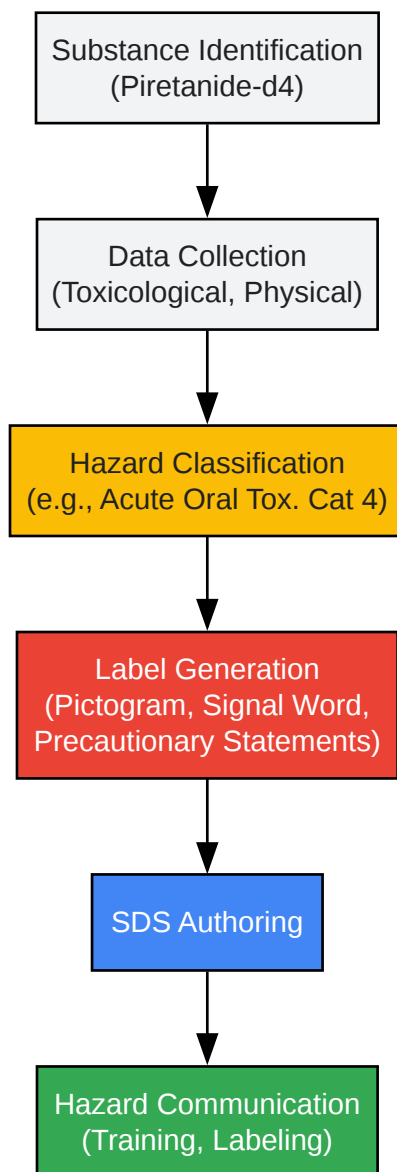 Substance Identification
(Piretanide-d4)
Data Collection
(Toxicological, Physical)
Hazard Classification
(e.g., Acute Oral Tox. Cat 4)
Label Generation
(Pictogram, Signal Word,
Precautionary Statements)
SDS Authoring
Hazard Communication
(Training, Labeling)